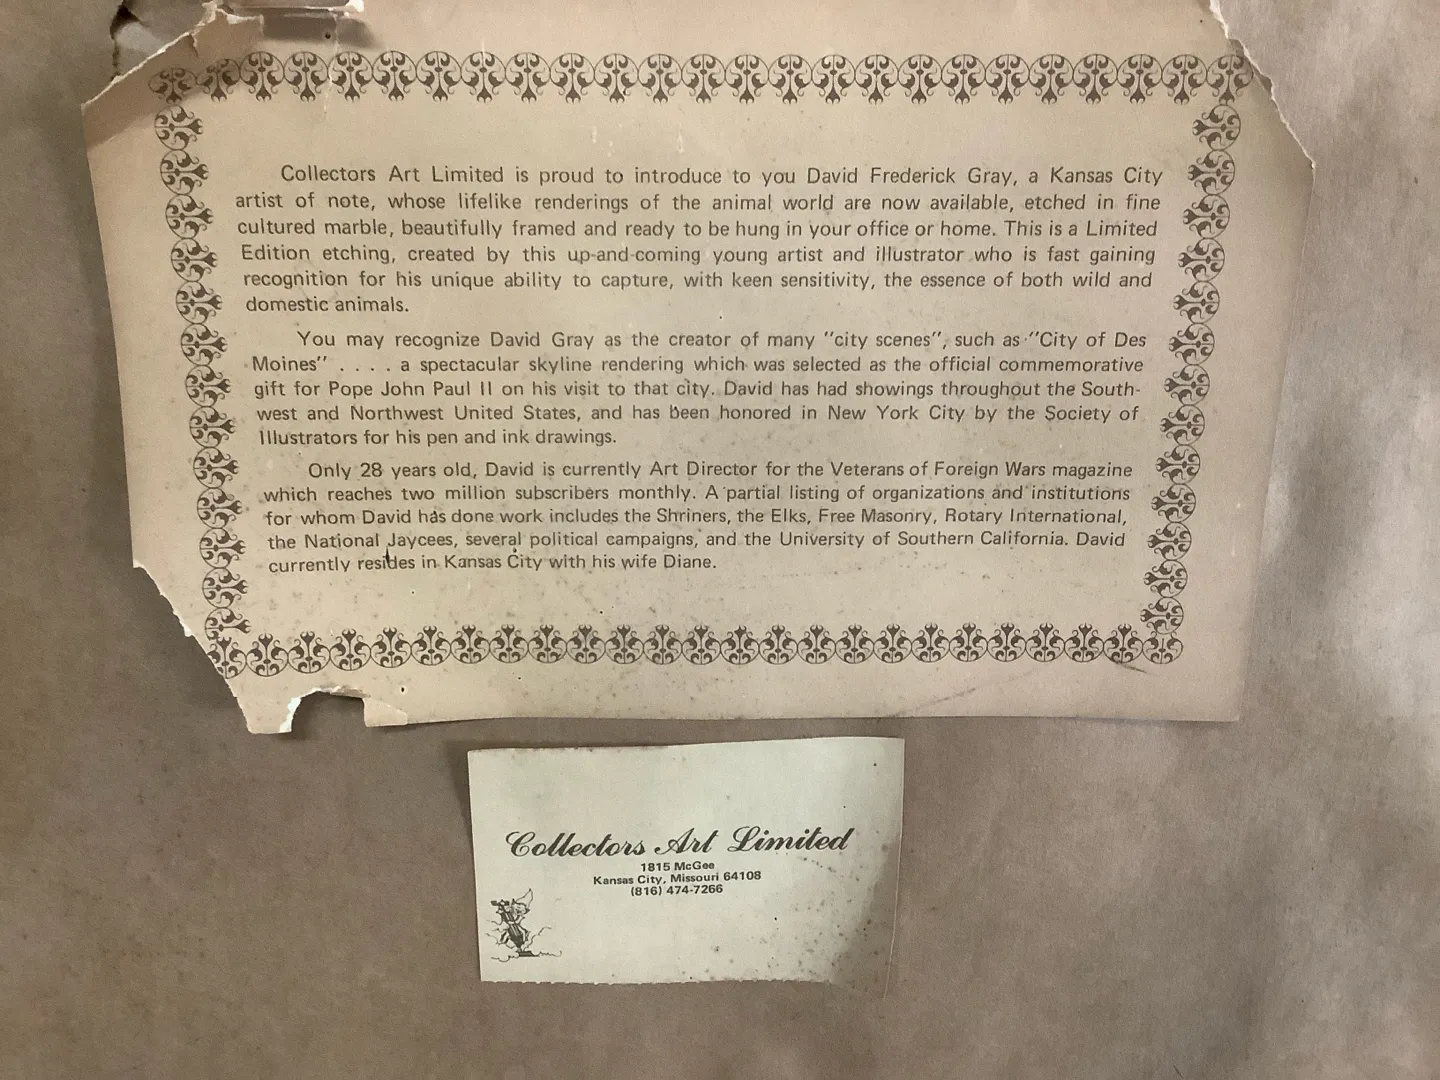 Collectors Art Limited is proud to introduce to you David Frederick Gray, a Kansas City
artist of note, whose lifelike renderings of the animal world are now available, etched in fine
cultured marble, beautifully framed and ready to be hung in your office or home. This is a Limited
Edition etching, created by this up-and-coming young artist and illustrator who is fast gaining
recognition for his unique ability to capture, with keen sensitivity, the essence of both wild and
domestic animals.
You may recognize David Gray as the creator of many "city scenes", such as "City of Des
Moines" . . . . a spectacular skyline rendering which was selected as the official commemorative
gift for Pope John Paul II on his visit to that city. David has had showings throughout the South-
west and Northwest United States, and has been honored in New York City by the Society of
Illustrators for his pen and ink drawings.
Only 28 years old, David is currently Art Director for the Veterans of Foreign Wars magazine
which reaches two million subscribers monthly. A partial listing of organizations and institutions
for whom David has done work includes the Shriners, the Elks, Free Masonry, Rotary International,
the National Jaycees, several political campaigns, and the University of Southern California. David
currently resides in Kansas City with his wife Diane.
Collectors Art Limited
1815 McGee
Kansas City, Missouri 64108
(816) 474-7266